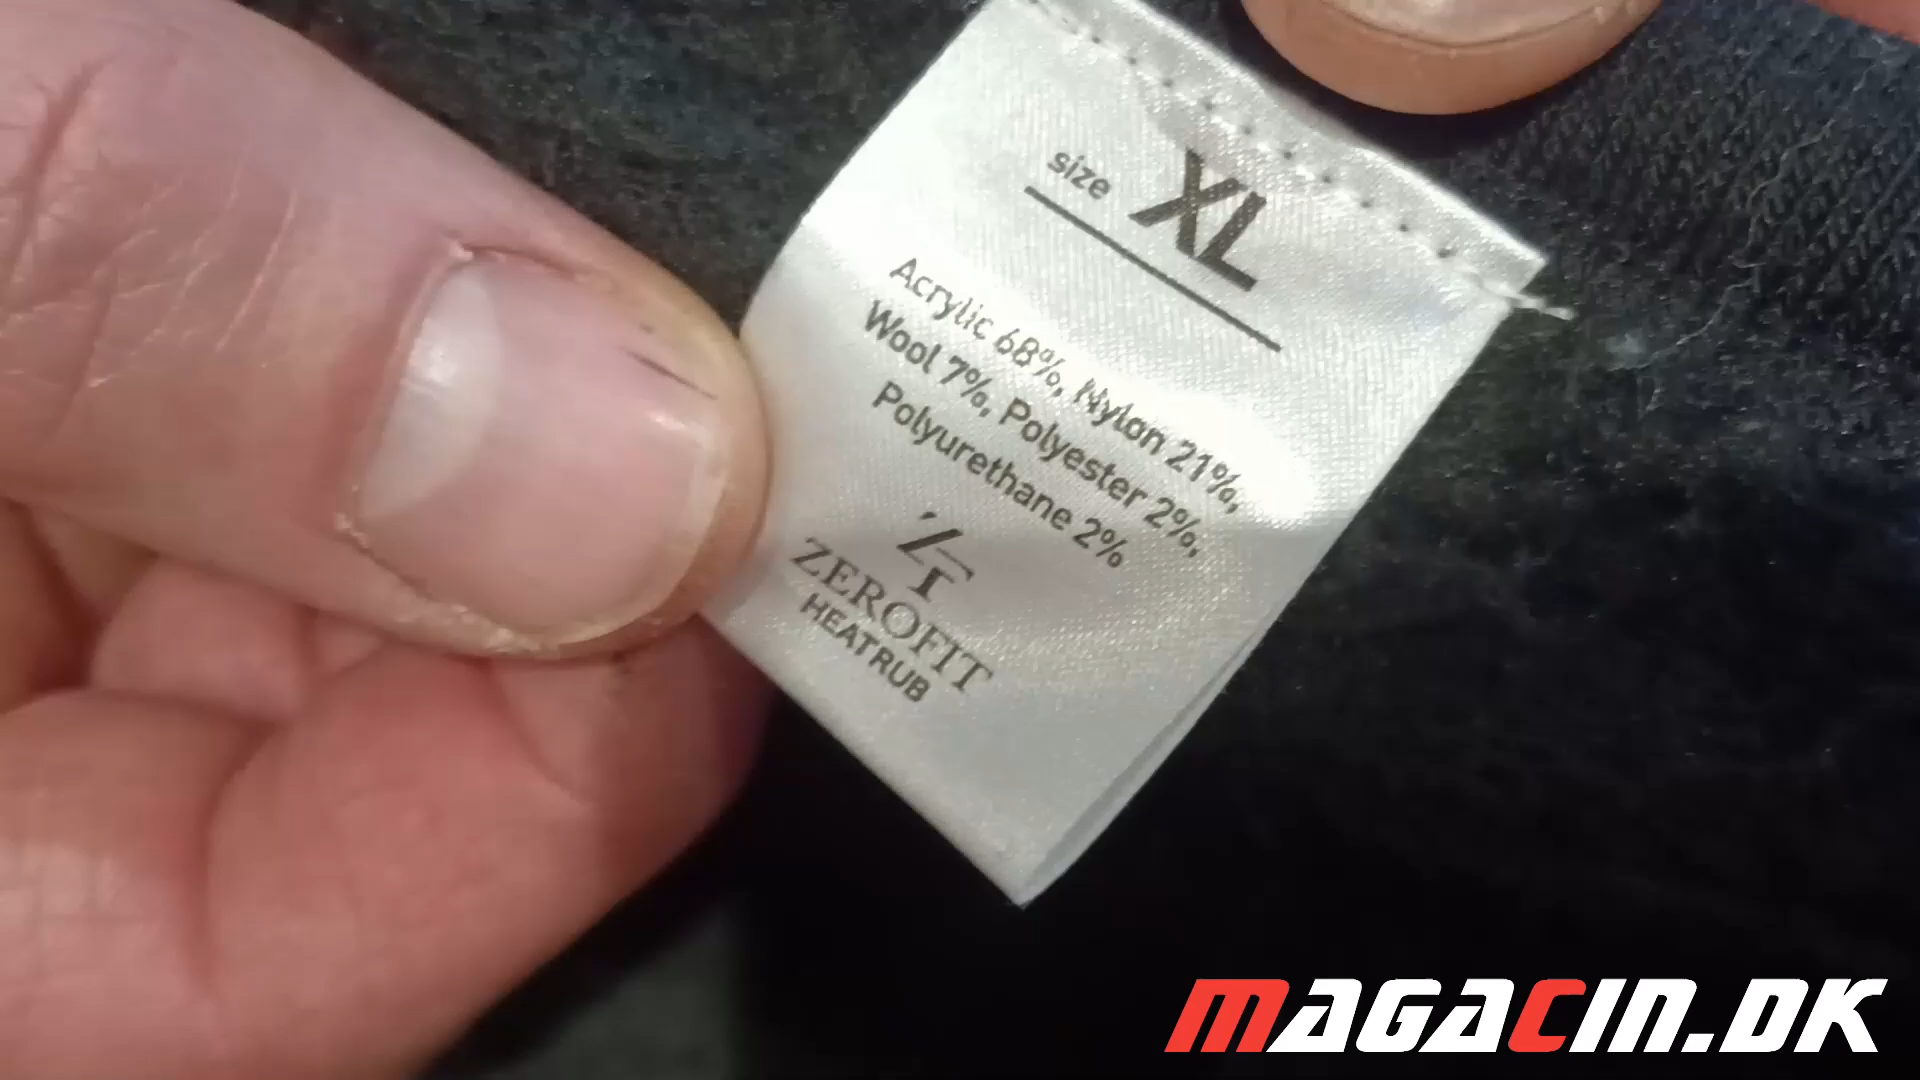 size XL
Acrylic 68%, Nylon 21%,
Wool 7%, Polyester 2%,
Polyurethane 2%
ZEROFIT
HEATRUB
MAGACIN.DK